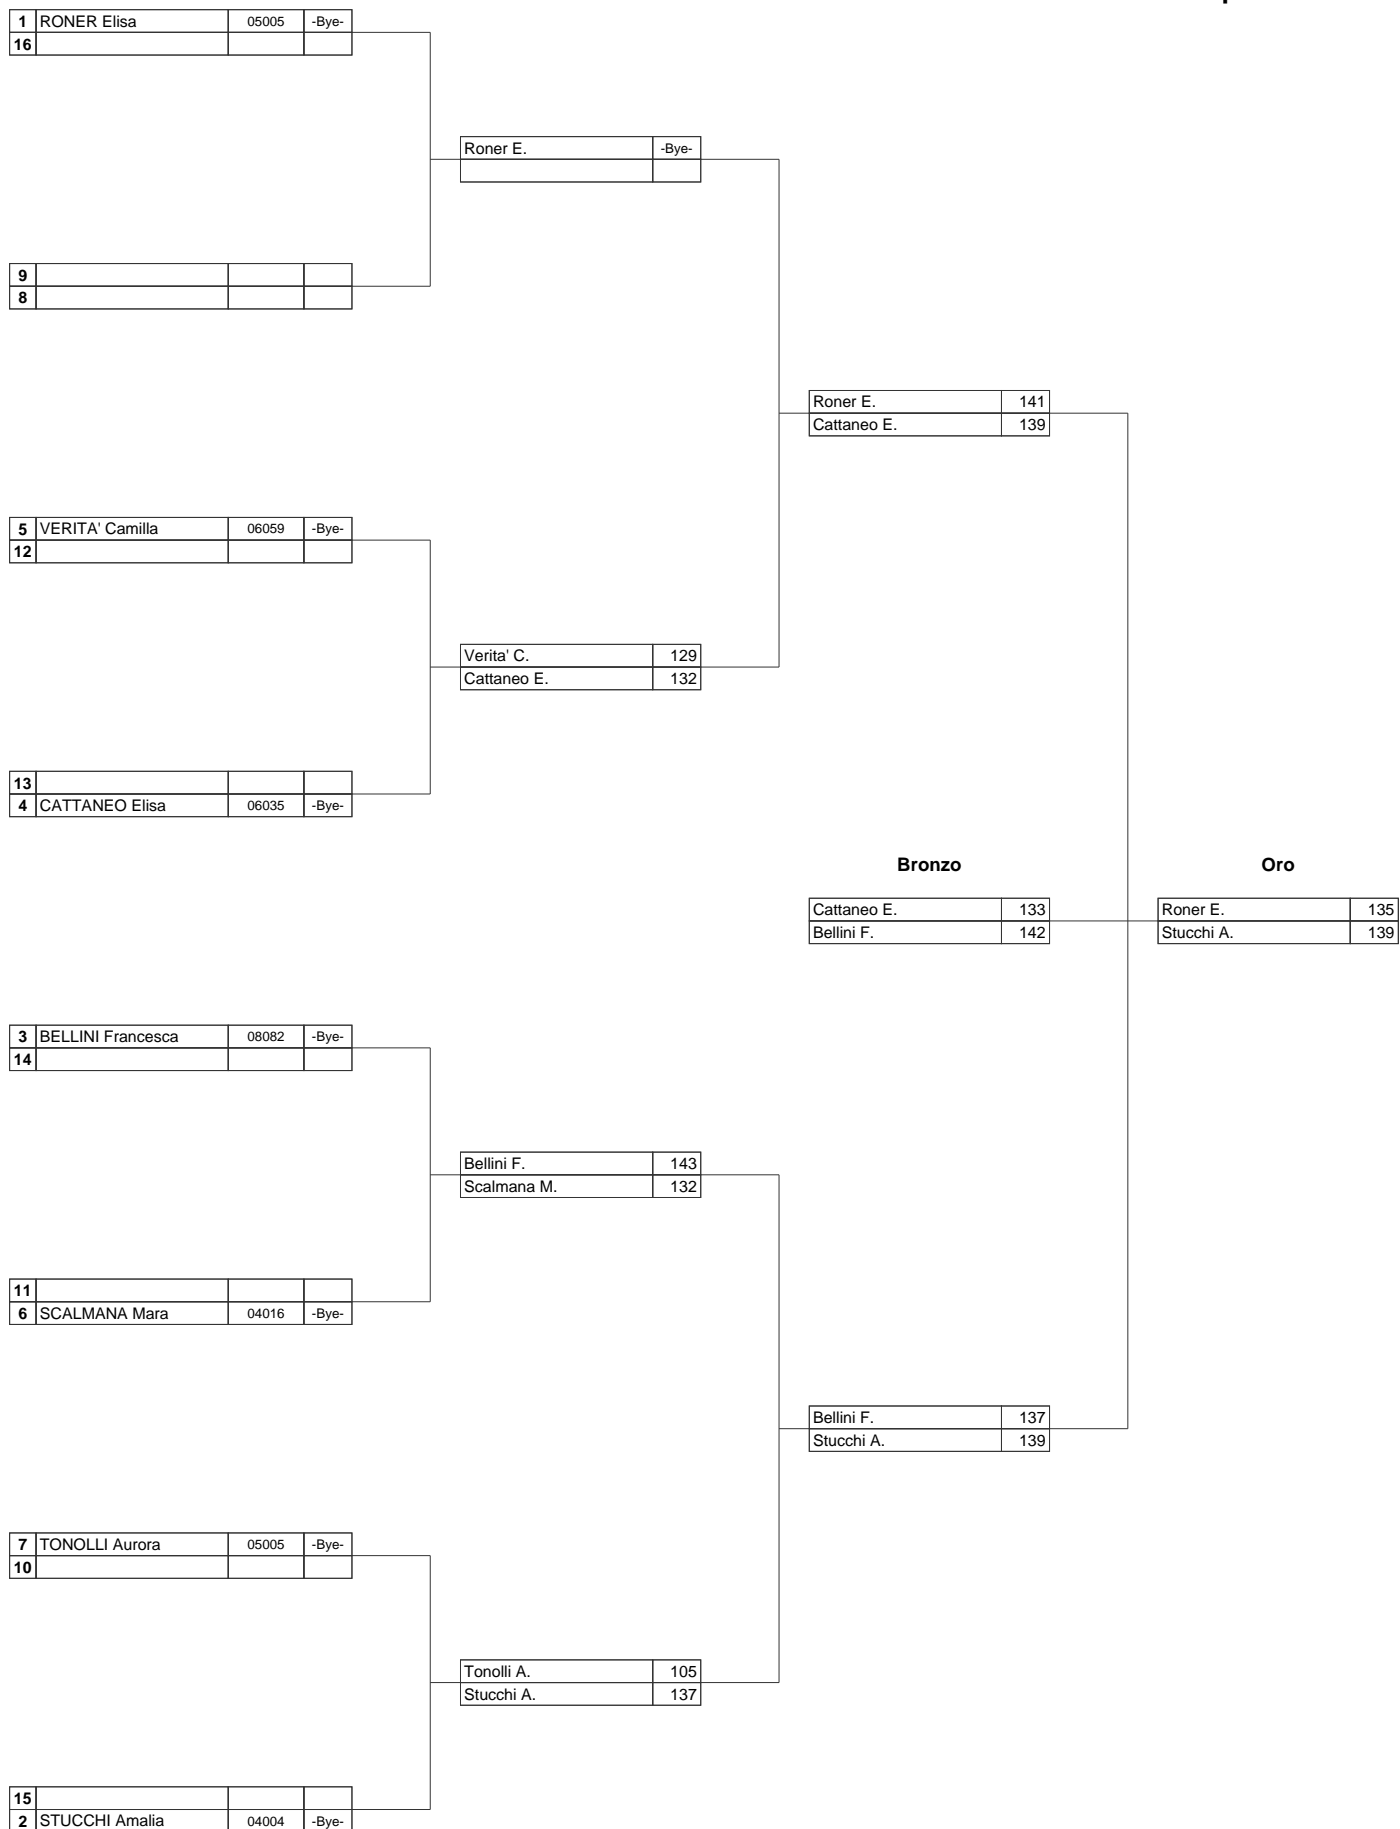 1 RONER Elisa 05005 -Bye-
16
Roner E. -Bye-
9
8
Roner E. 141
Cattaneo E. 139
5 VERITA' Camilla 06059 -Bye-
12
Verita' C. 129
Cattaneo E. 132
13
4 CATTANEO Elisa 06035 -Bye-
Bronzo Oro
Cattaneo E. 133 Roner E. 135
Bellini F. 142 Stucchi A. 139
3 BELLINI Francesca 08082 -Bye-
14
Bellini F. 143
Scalmana M. 132
11
6 SCALMANA Mara 04016 -Bye-
Bellini F. 137
Stucchi A. 139
7 TONOLLI Aurora 05005 -Bye-
10
Tonolli A. 105
Stucchi A. 137
15
2 STUCCHI Amalia 04004 -Bye-